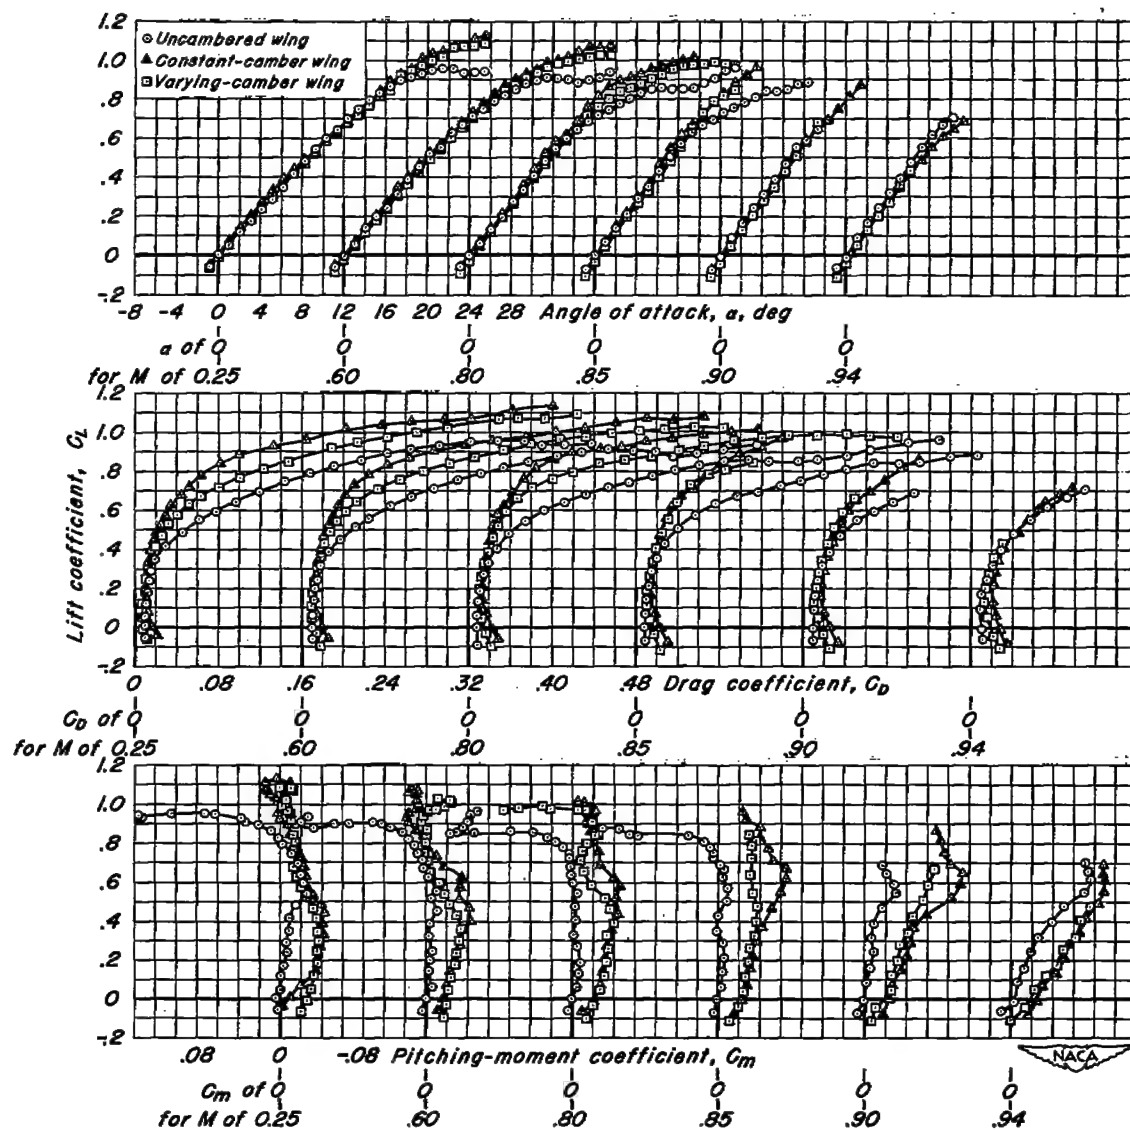 1.2
⊙ Uncambered wing
1.0
▲ Constant-camber wing
.8
⊡ Varying-camber wing
.6
.4
.2
0
-.2
-8 -4 0 4 8 12 16 20 24 28 Angle of attack, α, deg
α of 0 0 0 0 0 0
for M of 0.25 .60 .80 .85 .90 .94
1.2
1.0
.8
.6
.4
.2
0
-.2
Lift coefficient, C_L
0 .08 .16 .24 .32 .40 .48 Drag coefficient, C_D
C_D of 0 0 0 0 0 0
for M of 0.25 .60 .80 .85 .90 .94
1.2
1.0
.8
.6
.4
.2
0
-.2
.08 0 -.08 Pitching-moment coefficient, C_m
NACA
C_m of 0 0 0 0 0 0
for M of 0.25 .60 .80 .85 .90 .94